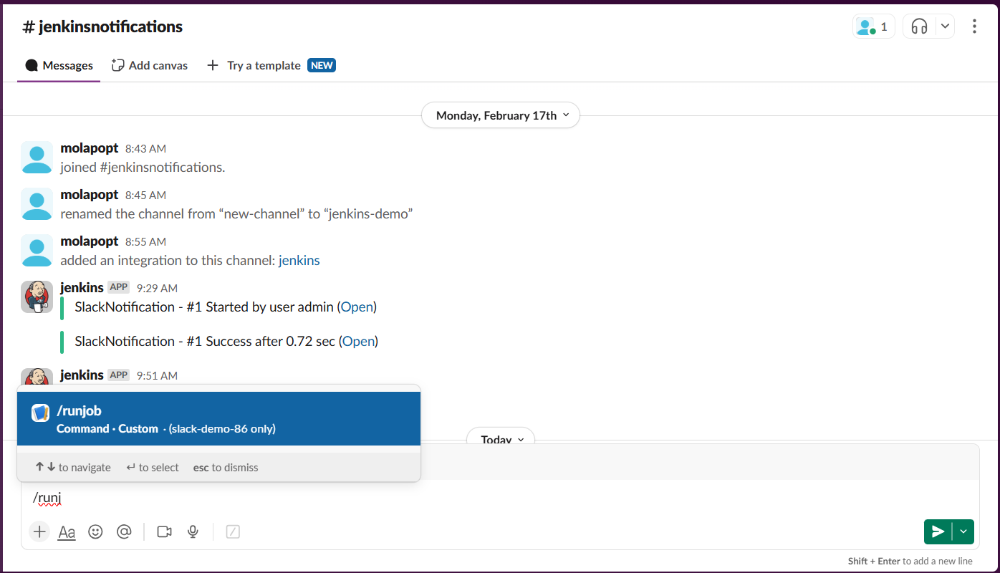 # jenkinsnotifications
1
Messages
Add canvas
Try a template
NEW
Monday, February 17th
molapopt 8:43 AM
joined #jenkinsnotifications.
molapopt 8:45 AM
renamed the channel from “new-channel” to “jenkins-demo”
molapopt 8:55 AM
added an integration to this channel: jenkins
jenkins APP 9:29 AM
SlackNotification - #1 Started by user admin (Open)
SlackNotification - #1 Success after 0.72 sec (Open)
jenkins APP 9:51 AM
/runjob
Command · Custom · (slack-demo-86 only)
Today
↑ ↓ to navigate ↵ to select esc to dismiss
/runj
Aa
Shift + Enter to add a new line